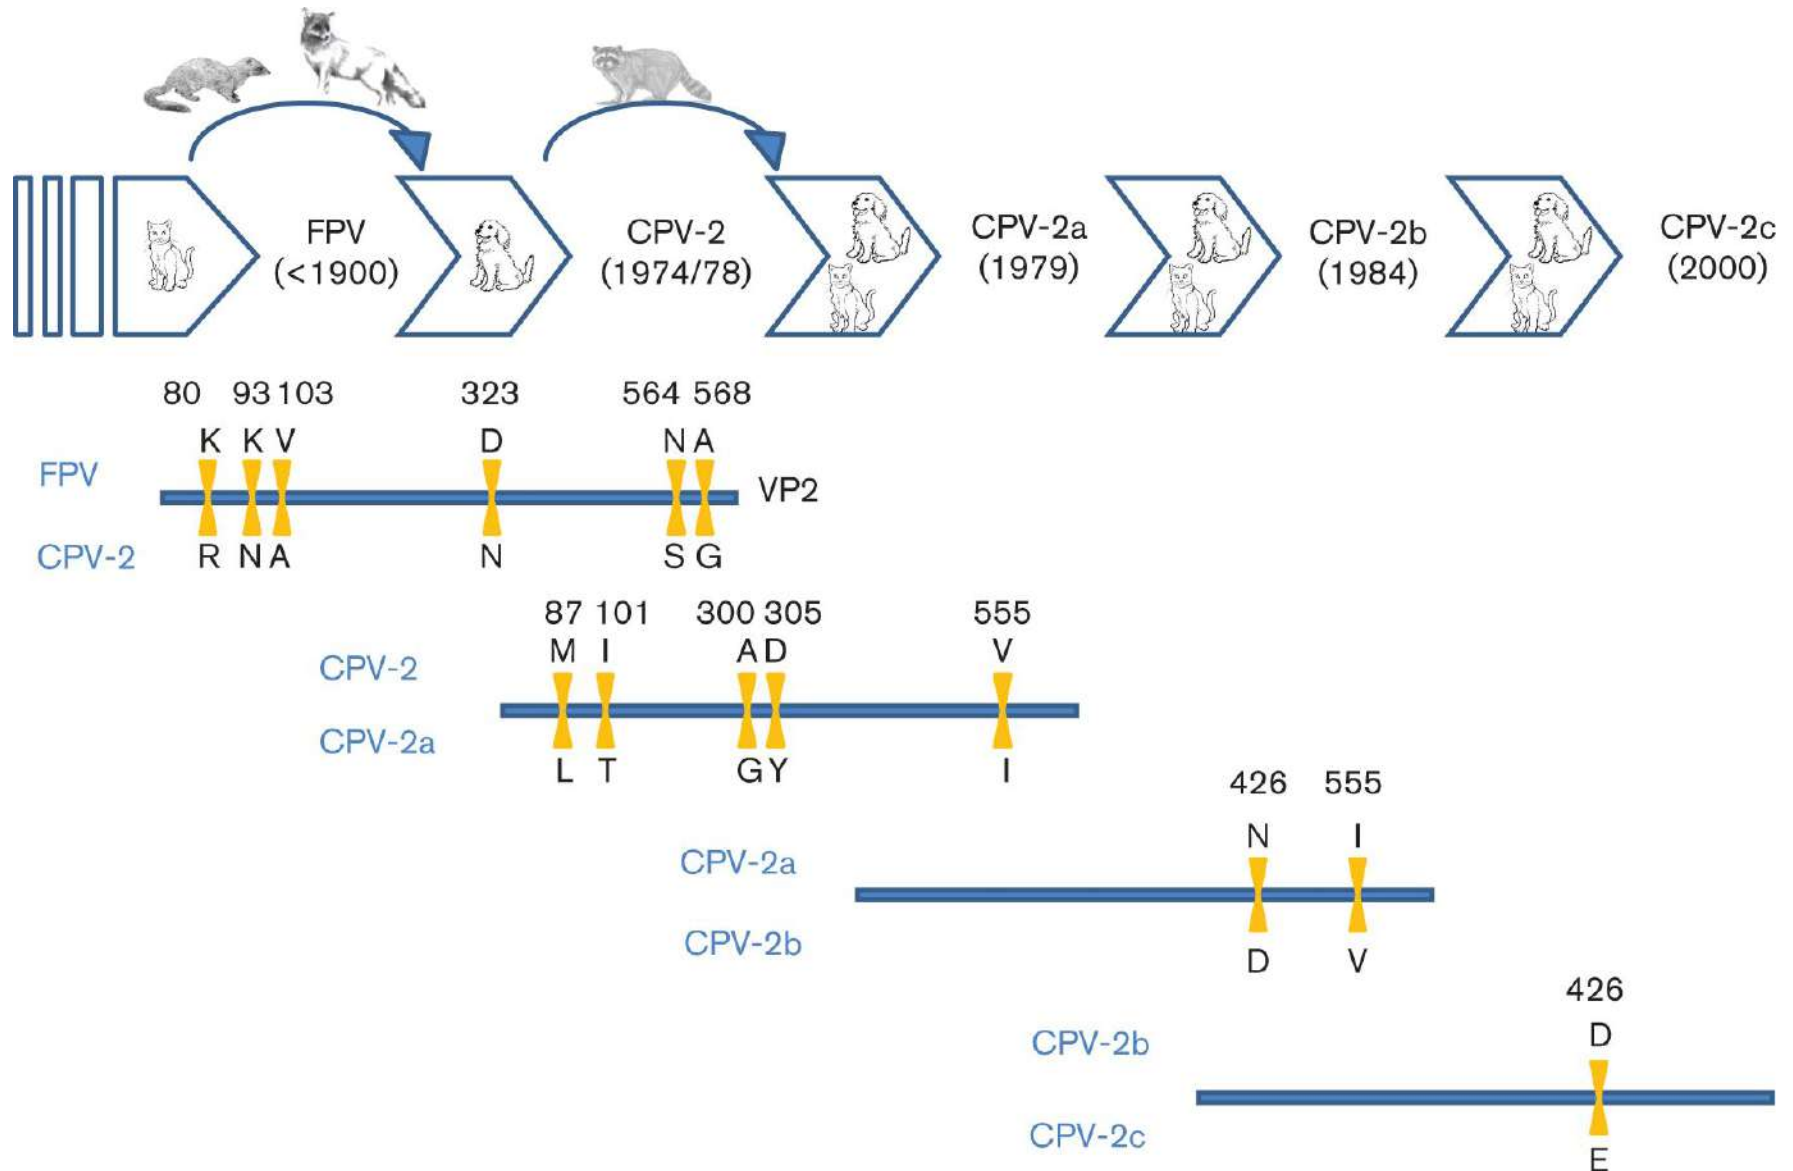 FPV
(<1900)
CPV-2
(1974/78)
CPV-2a
(1979)
CPV-2b
(1984)
CPV-2c
(2000)
80 93 103 323 564 568
K K V D N A
FPV
VP2
CPV-2
R N A N S G
87 101 300 305 555
M I A D V
CPV-2
CPV-2a
L T G Y I
426 555
N I
CPV-2a
CPV-2b
D V
426
D
CPV-2b
CPV-2c
E